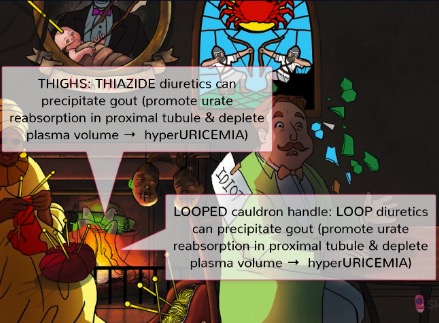 THIGHS: THIAZIDE diuretics can
precipitate gout (promote urate
reabsorption in proximal tubule & deplete
plasma volume → hyperURICEMIA)
IDIOT
LOOPED cauldron handle: LOOP diuretics
can precipitate gout (promote urate
reabsorption in proximal tubule & deplete
plasma volume → hyperURICEMIA)